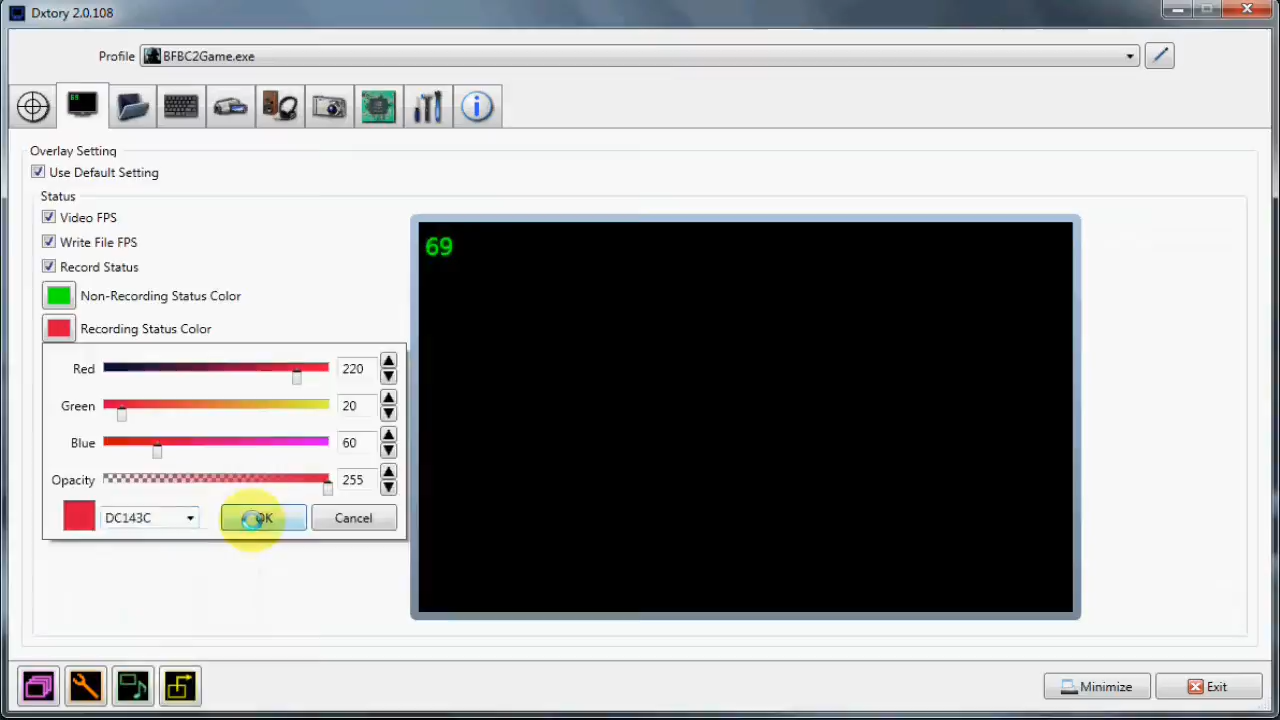 Dxtory 2.0.108
Profile BFBC2Game.exe
Overlay Setting
Use Default Setting
Status
Video FPS
Write File FPS
Record Status
Non-Recording Status Color
Recording Status Color
69
Red 220
Green 20
Blue 60
Opacity 255
DC143C OK Cancel
Minimize Exit